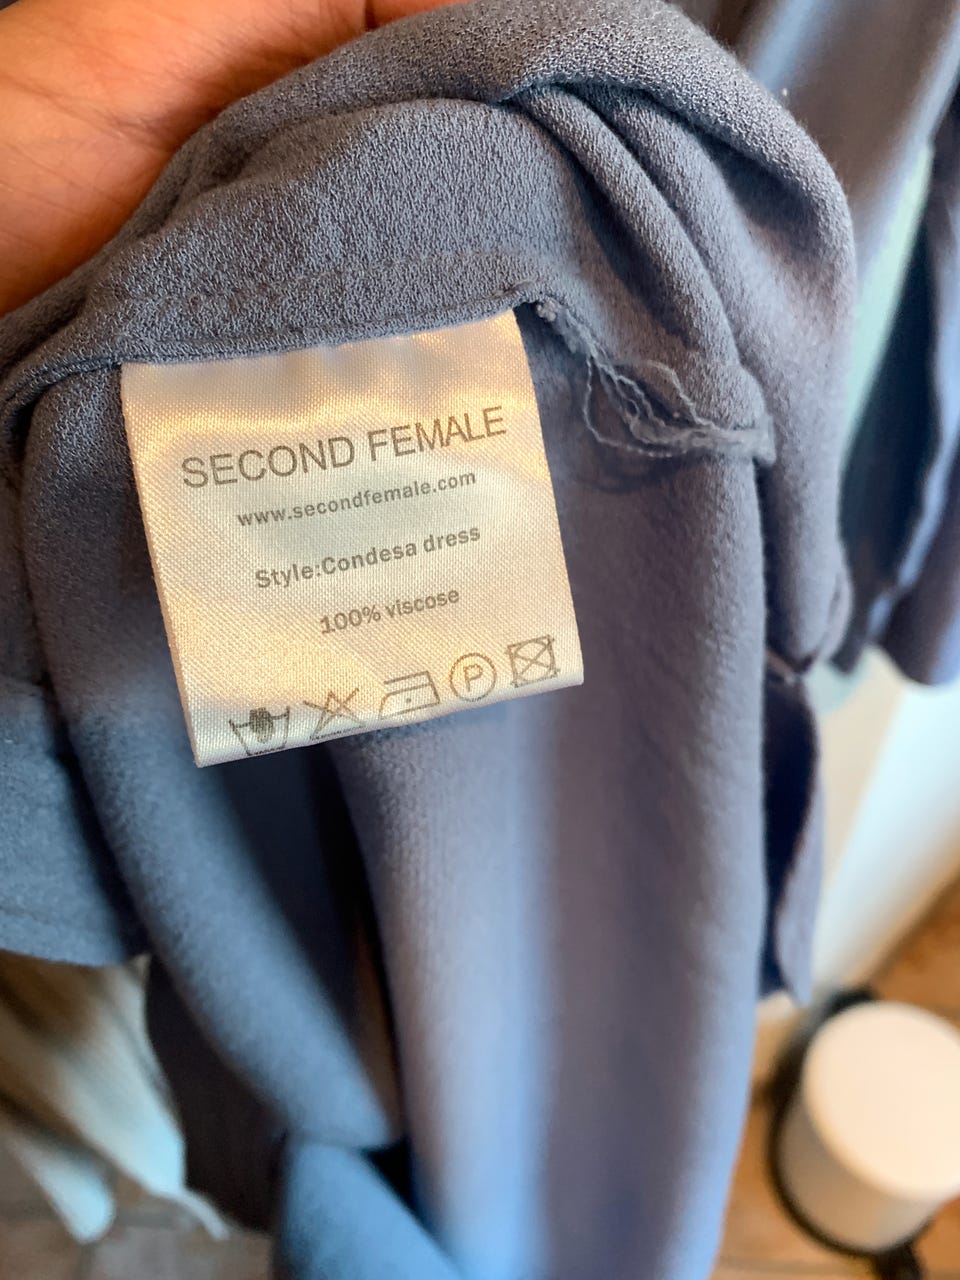 SECOND FEMALE
www.secondfemale.com
Style:Condesa dress
100% viscose
P